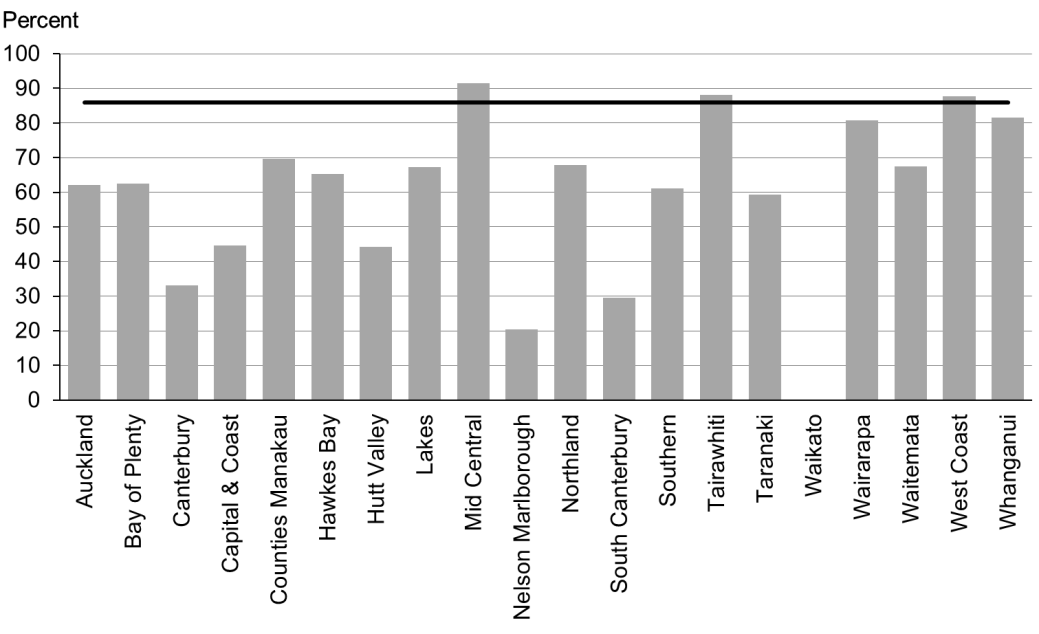 Percent
100
90
80
70
60
50
40
30
20
10
0
Auckland
Bay of Plenty
Canterbury
Capital & Coast
Counties Manakau
Hawkes Bay
Hutt Valley
Lakes
Mid Central
Nelson Marlborough
Northland
South Canterbury
Southern
Tairawhiti
Taranaki
Waikato
Wairarapa
Waitemata
West Coast
Whanganui